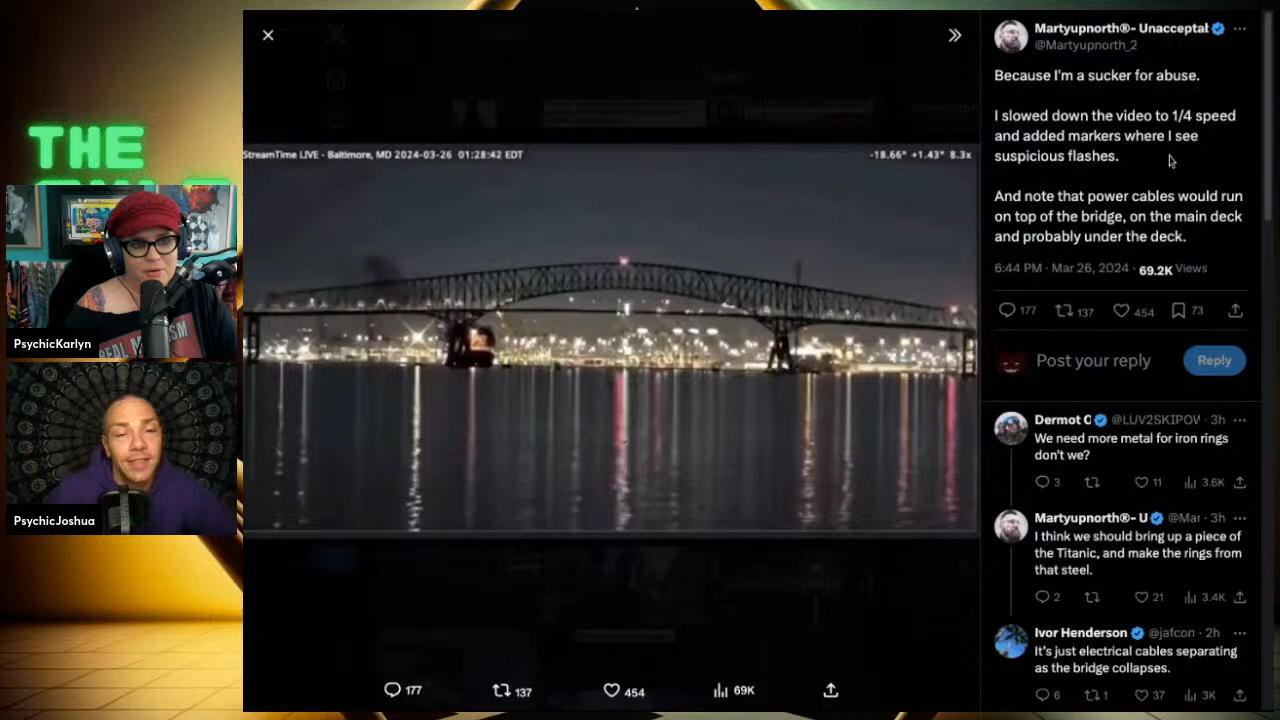 THE
PsychicKarlyn
PsychicJoshua
StreamTime LIVE - Baltimore, MD 2024-03-26 01:28:42 EDT
-18.66° +1.43° 8.3x
177
137
454
69K
Martyupnorth®- Unacceptal
@Martyupnorth_2
Because I'm a sucker for abuse.
I slowed down the video to 1/4 speed
and added markers where I see
suspicious flashes.
And note that power cables would run
on top of the bridge, on the main deck
and probably under the deck.
6:44 PM · Mar 26, 2024 · 69.2K Views
177 137 454 73
Post your reply Reply
Dermot C @LUV2SKIPOW · 3h
We need more metal for iron rings
don't we?
3 11 3.6K
Martyupnorth®- U @Mar · 3h
I think we should bring up a piece of
the Titanic, and make the rings from
that steel.
2 21 3.4K
Ivor Henderson @jafcon · 2h
It's just electrical cables separating
as the bridge collapses.
6 1 37 3K